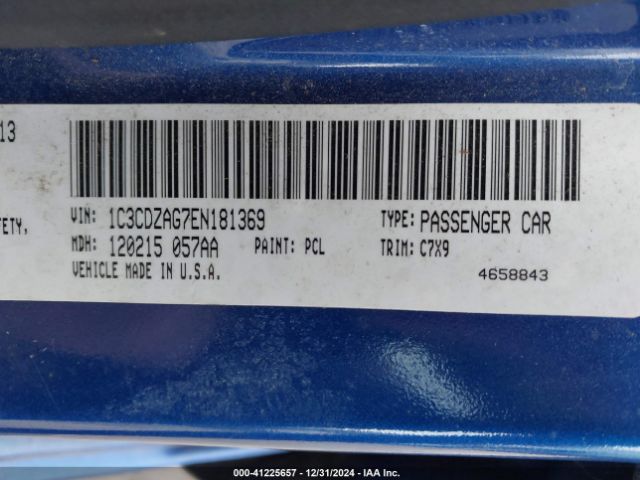 13
FETY,
VIN: 1C3CDZAG7EN181369 TYPE: PASSENGER CAR
MDH: 120215 057AA PAINT: PCL TRIM: C7X9
VEHICLE MADE IN U.S.A.
4658843
000-41225657 - 12/31/2024 - IAA Inc.